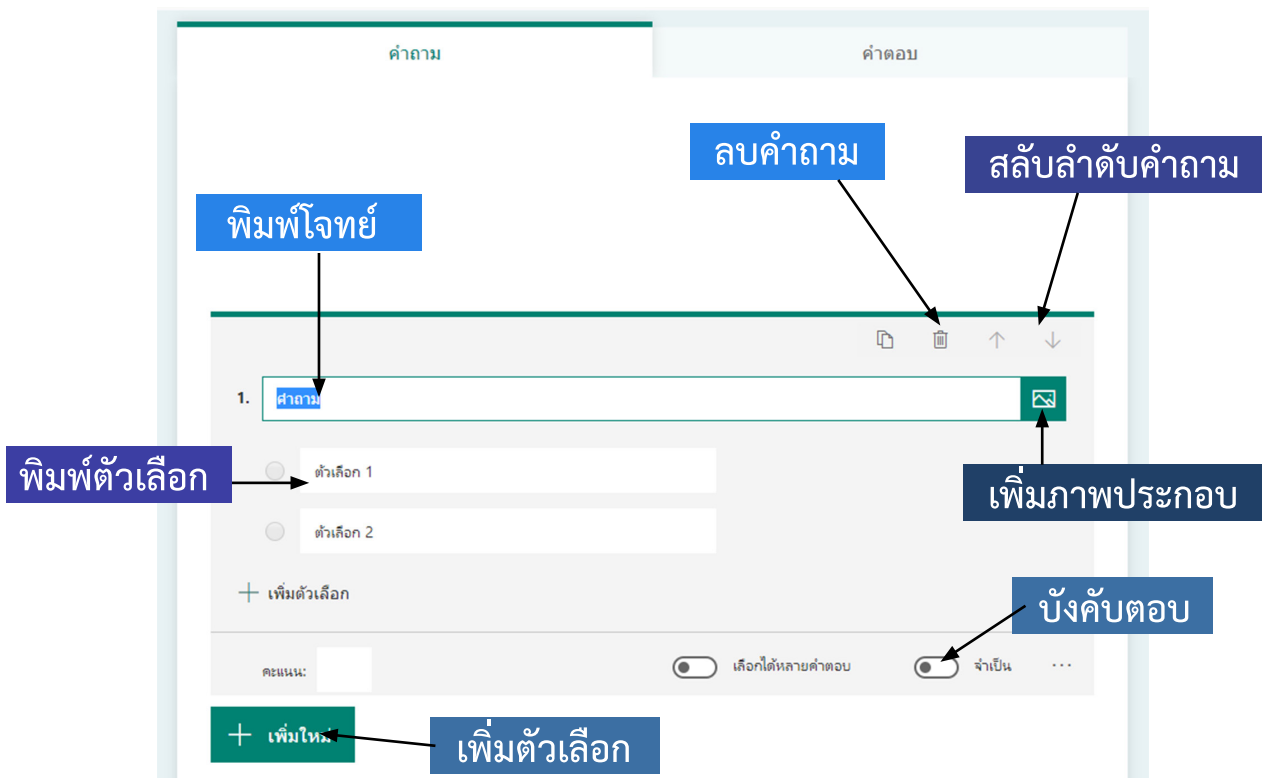 คำถาม
คำตอบ
ลบคำถาม
สลับลำดับคำถาม
พิมพ์โจทย์
1. คำถาม
พิมพ์ตัวเลือก
ตัวเลือก 1
เพิ่มภาพประกอบ
ตัวเลือก 2
เพิ่มตัวเลือก
บังคับตอบ
คะแนน:
เลือกได้หลายคำตอบ
จำเป็น
เพิ่มใหม่
เพิ่มตัวเลือก